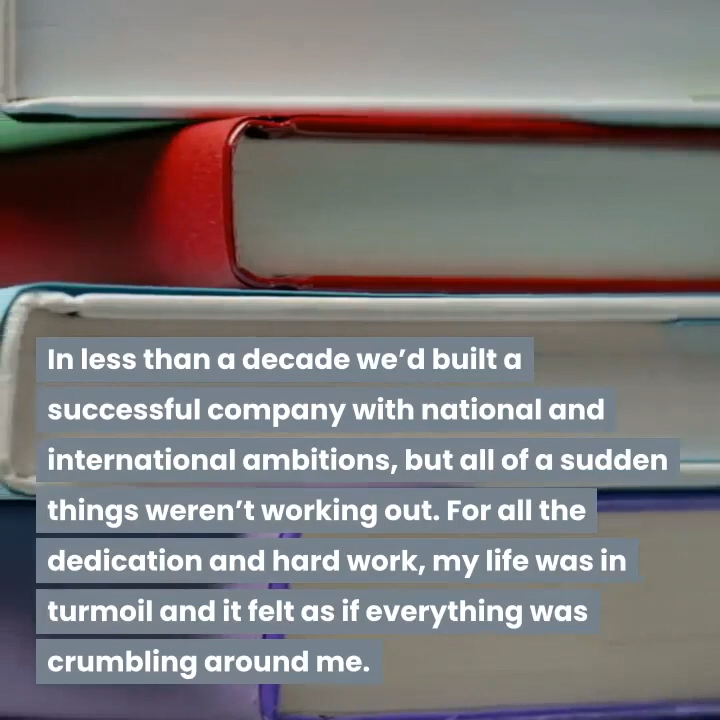 In less than a decade we’d built a
successful company with national and
international ambitions, but all of a sudden
things weren’t working out. For all the
dedication and hard work, my life was in
turmoil and it felt as if everything was
crumbling around me.